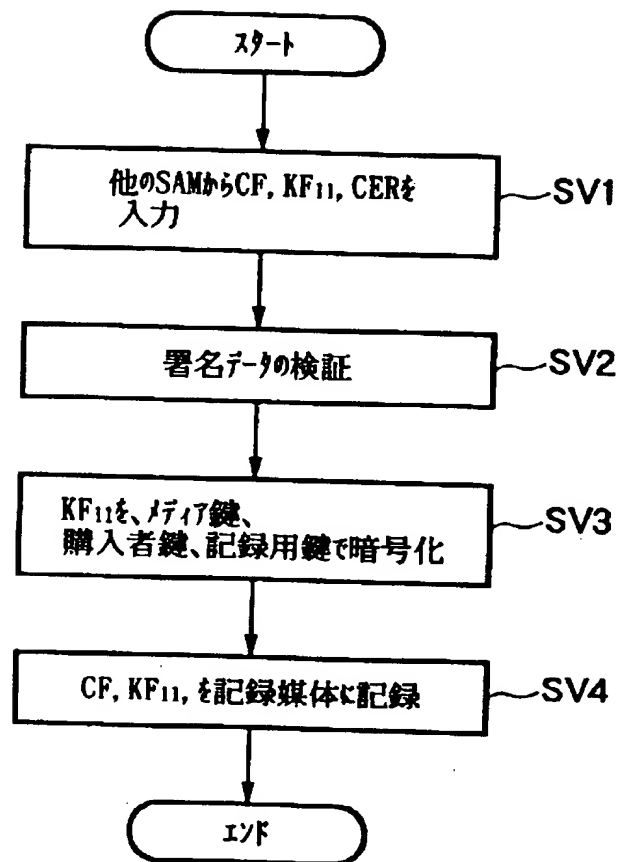 スタート
他のSAMからCF, KF₁₁, CERを
入力
SV1
署名データの検証
SV2
KF₁₁を、メディア鍵、
購入者鍵、記録用鍵で暗号化
SV3
CF, KF₁₁, を記録媒体に記録
SV4
エンド